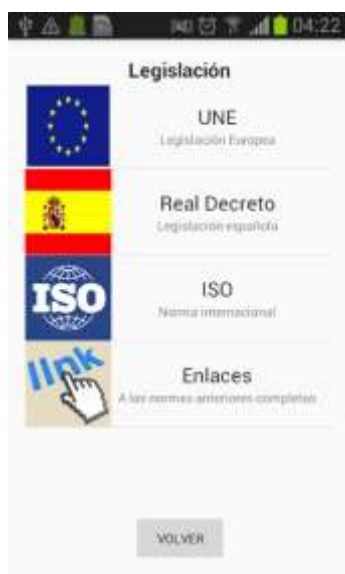 04:22
Legislación
UNE
Legislación Europea
Real Decreto
Legislación española
ISO
ISO
Norma internacional
link
Enlaces
A las normas anteriores completas
VOLVER